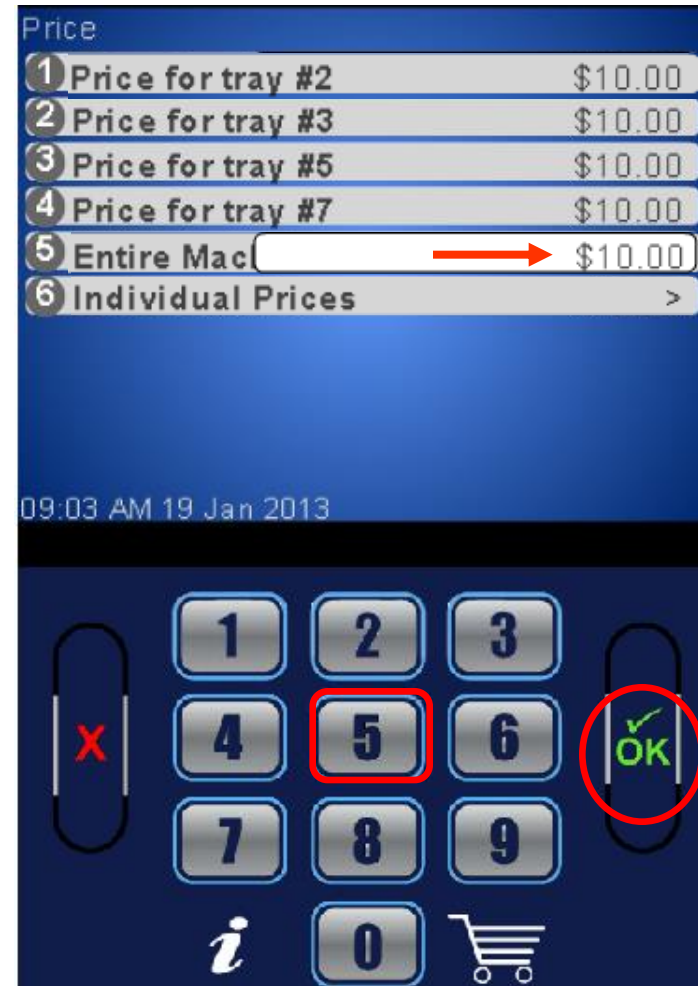 Price
1 Price for tray #2 $10.00
2 Price for tray #3 $10.00
3 Price for tray #5 $10.00
4 Price for tray #7 $10.00
5 Entire Mac $10.00
6 Individual Prices >
09:03 AM 19 Jan 2013
1 2 3
X 4 5 6 OK
7 8 9
i 0